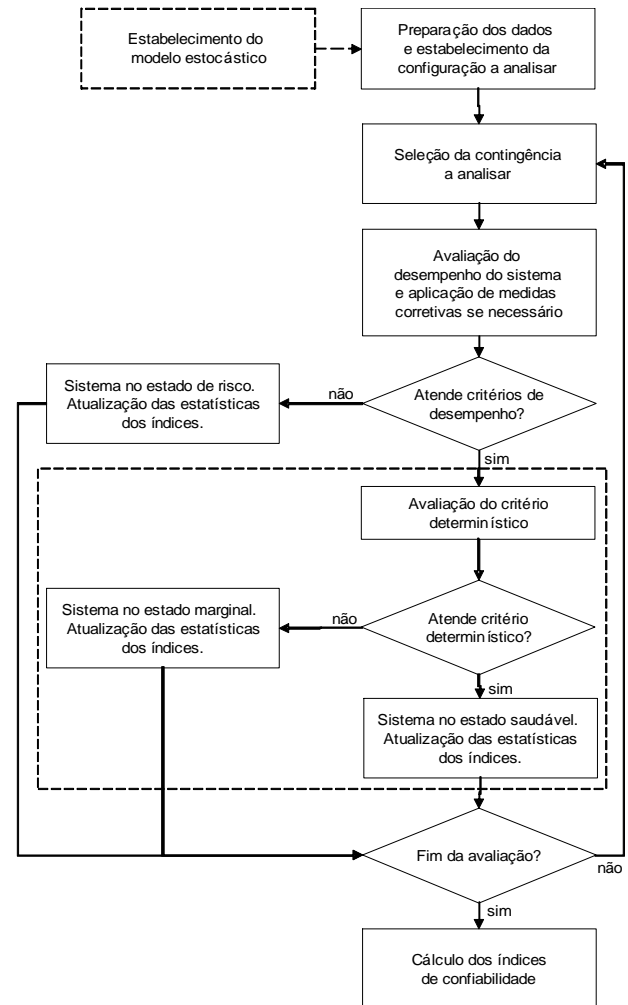 Estabelecimento do
modelo estocástico
Preparação dos dados
e estabelecimento da
configuração a analisar
Seleção da contingência
a analisar
Avaliação do
desempenho do sistema
e aplicação de medidas
corretivas se necessário
Atende critérios de
desempenho?
não
Sistema no estado de risco.
Atualização das estatísticas
dos índices.
sim
Avaliação do critério
determinístico
Atende critério
determinístico?
não
Sistema no estado marginal.
Atualização das estatísticas
dos índices.
sim
Sistema no estado saudável.
Atualização das estatísticas
dos índices.
Fim da avaliação?
não
sim
Cálculo dos índices
de confiabilidade